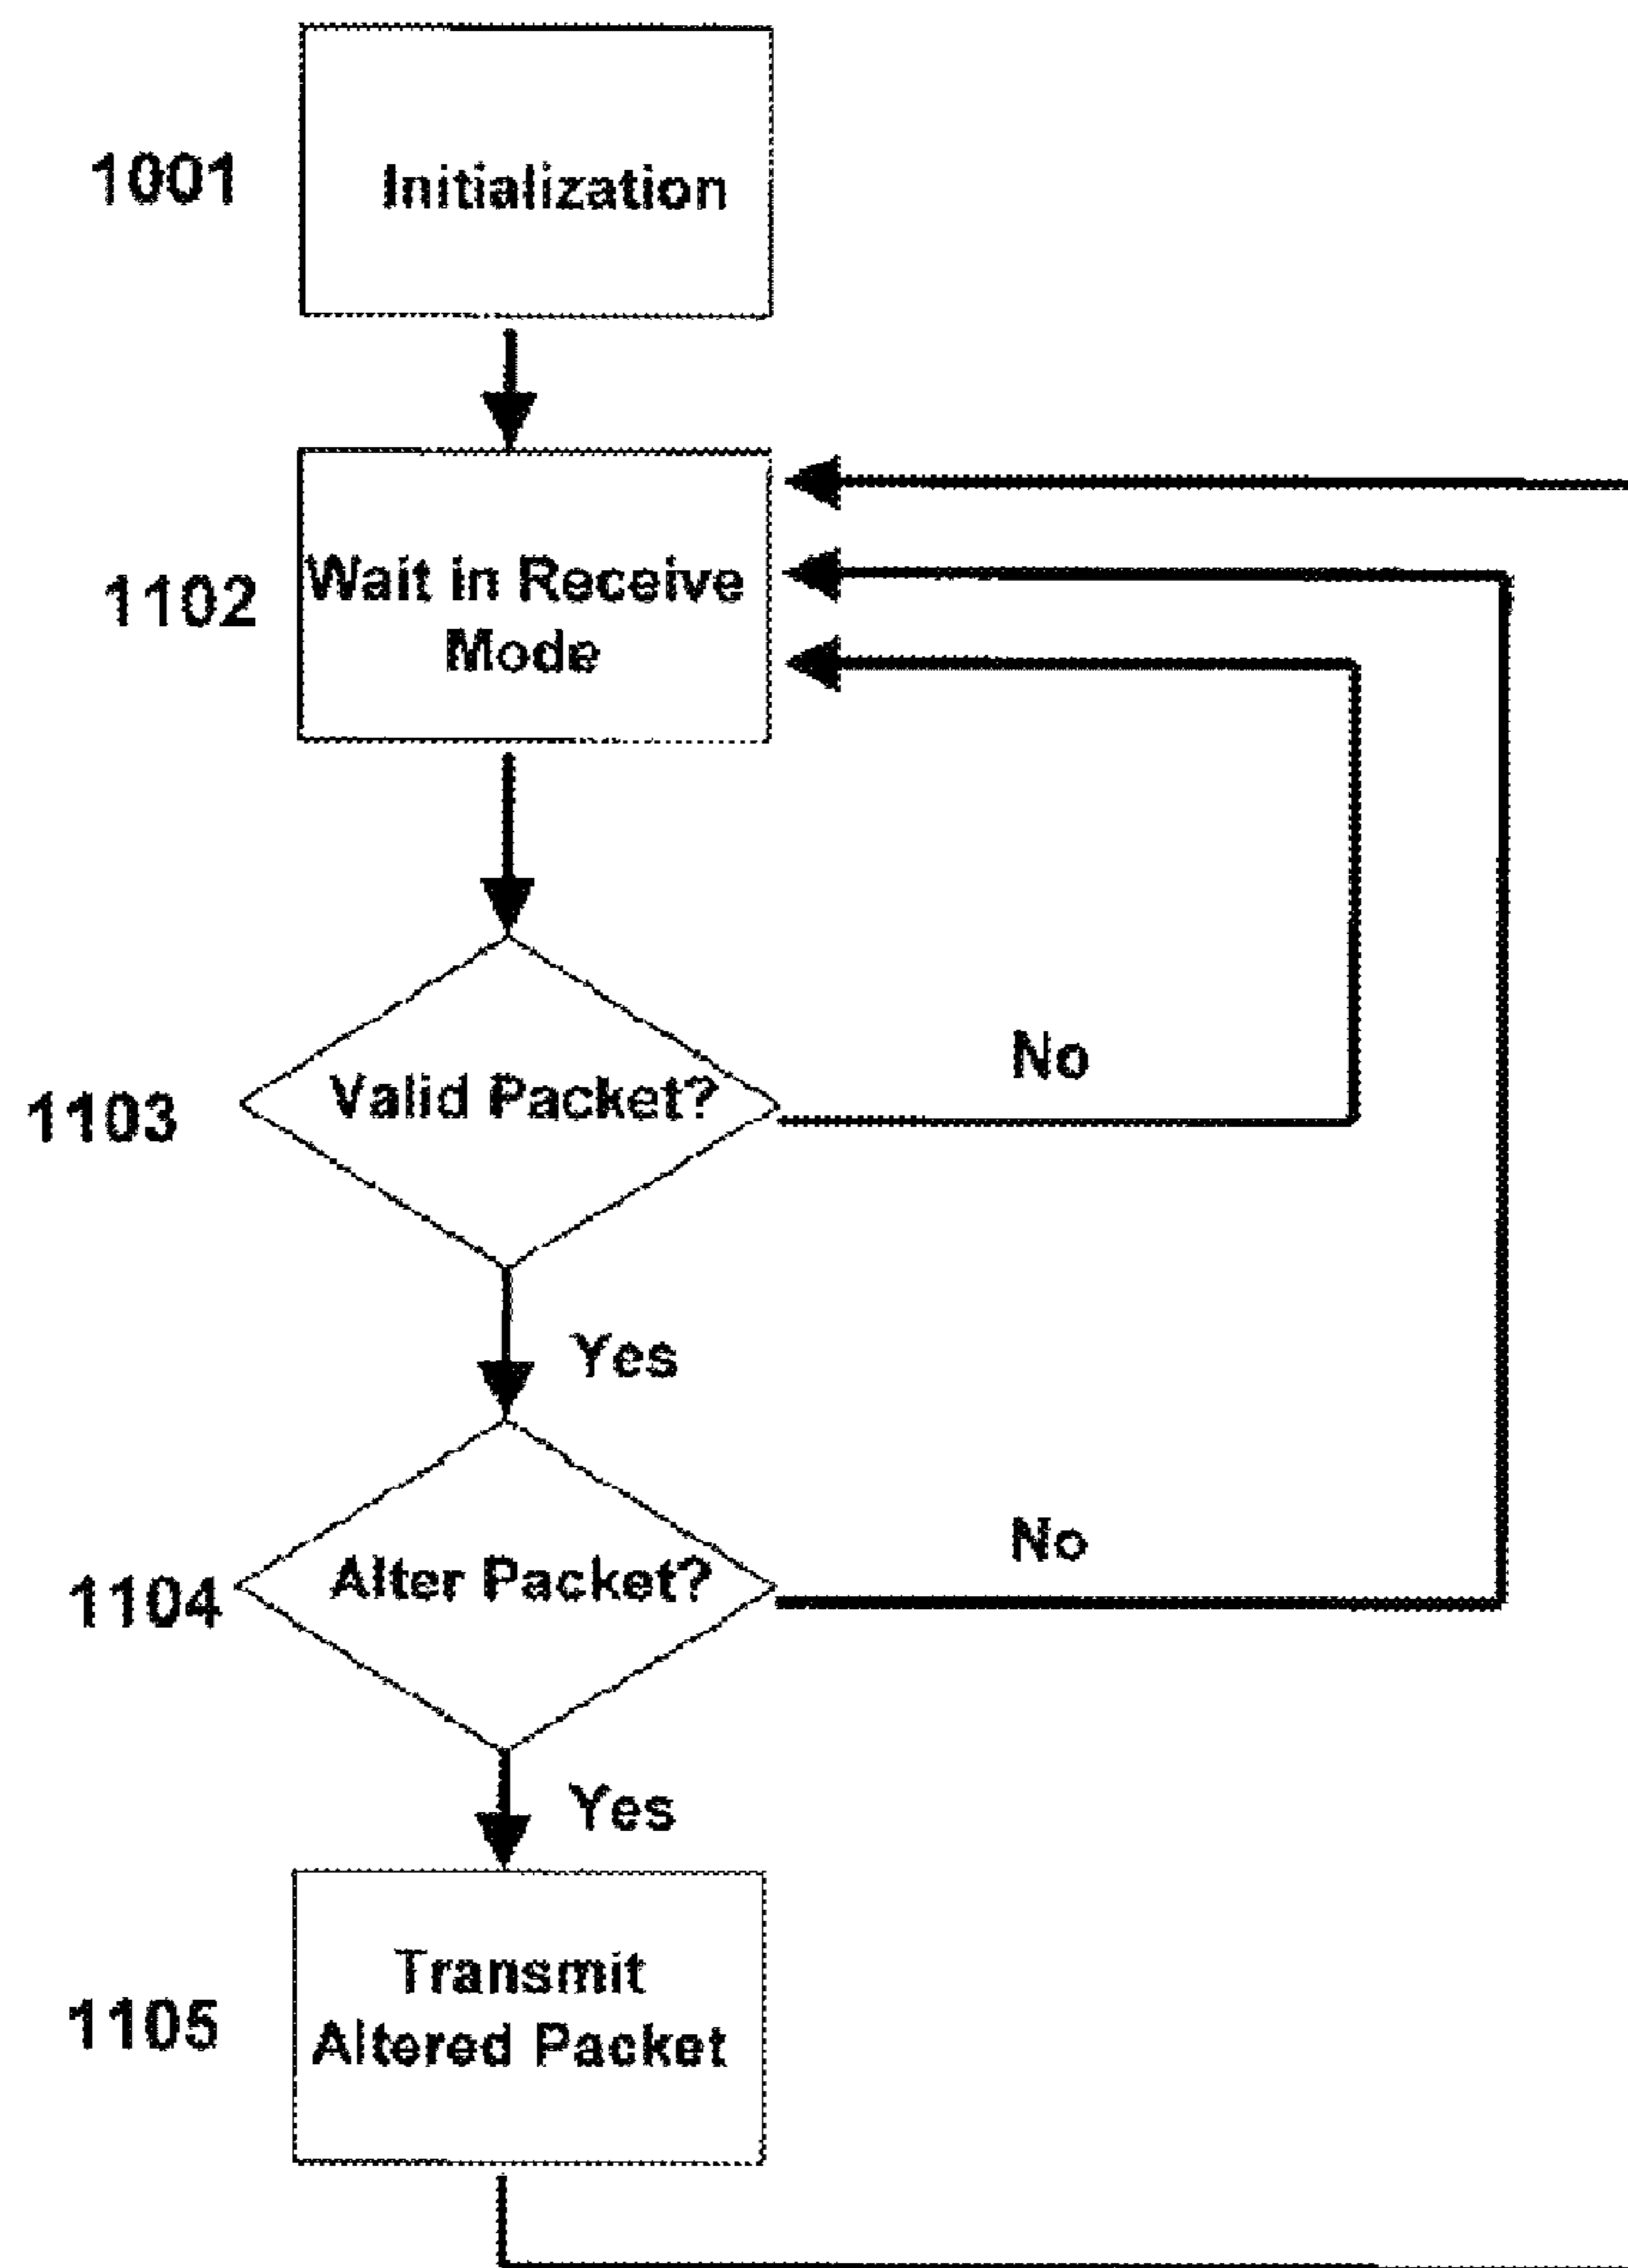 1001
Initialization
1102
Wait in Receive
Mode
1103
Valid Packet?
No
Yes
1104
Alter Packet?
No
Yes
1105
Transmit
Altered Packet